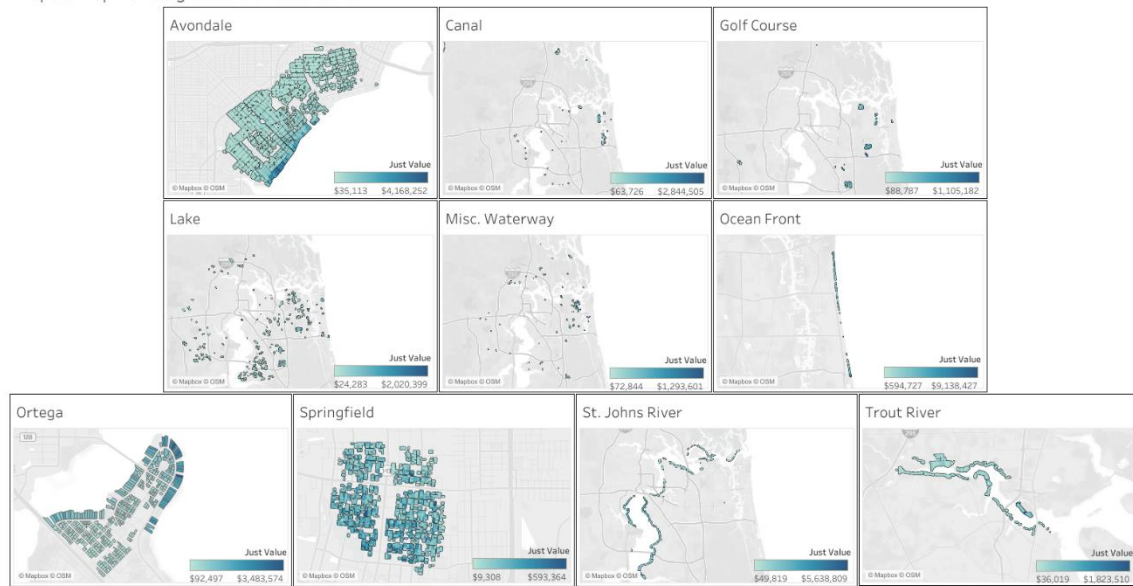 Avondale
Just Value
© Mapbox © OSM
$35,113 $4,168,252
Canal
Just Value
© Mapbox © OSM
$63,726 $2,844,505
Golf Course
Just Value
© Mapbox © OSM
$88,787 $1,105,182
Lake
Just Value
© Mapbox © OSM
$24,283 $2,020,399
Misc. Waterway
Just Value
© Mapbox © OSM
$72,844 $1,293,601
Ocean Front
Just Value
© Mapbox © OSM
$594,727 $9,138,427
Ortega
128
Just Value
© Mapbox © OSM
$92,497 $3,483,574
Springfield
Just Value
© Mapbox © OSM
$9,308 $593,364
St. Johns River
Just Value
© Mapbox © OSM
$49,819 $5,638,809
Trout River
Just Value
© Mapbox © OSM
$36,019 $1,823,510